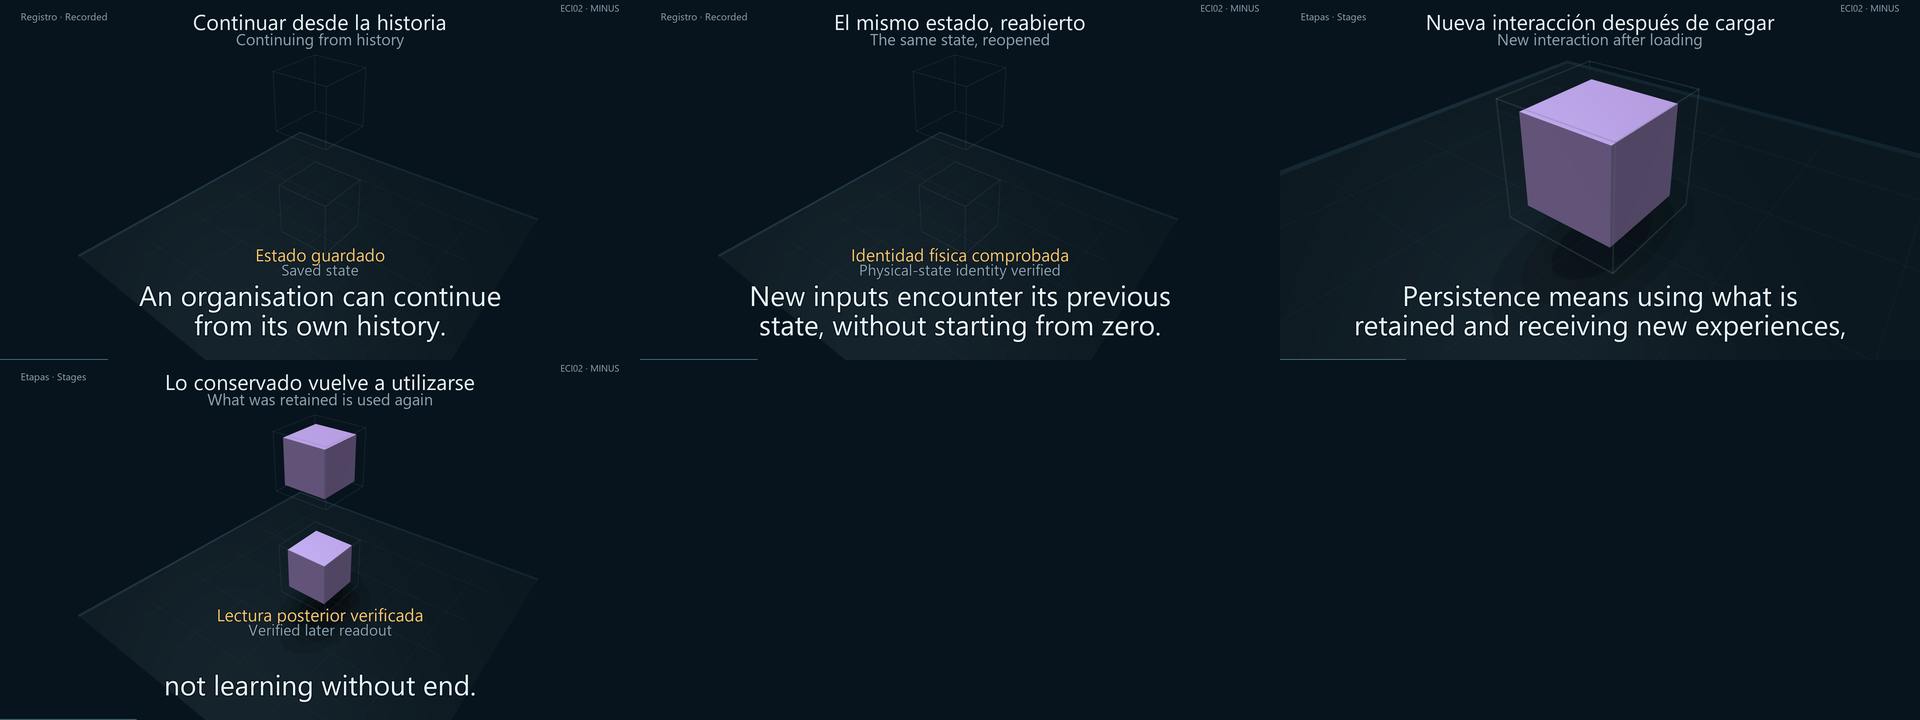 Registro · Recorded
ECI02 · MINUS
Continuar desde la historia
Continuing from history
Estado guardado
Saved state
An organisation can continue
from its own history.
Registro · Recorded
ECI02 · MINUS
El mismo estado, reabierto
The same state, reopened
Identidad física comprobada
Physical-state identity verified
New inputs encounter its previous
state, without starting from zero.
Etapas · Stages
ECI02 · MINUS
Nueva interacción después de cargar
New interaction after loading
Persistence means using what is
retained and receiving new experiences,
Etapas · Stages
ECI02 · MINUS
Lo conservado vuelve a utilizarse
What was retained is used again
Lectura posterior verificada
Verified later readout
not learning without end.